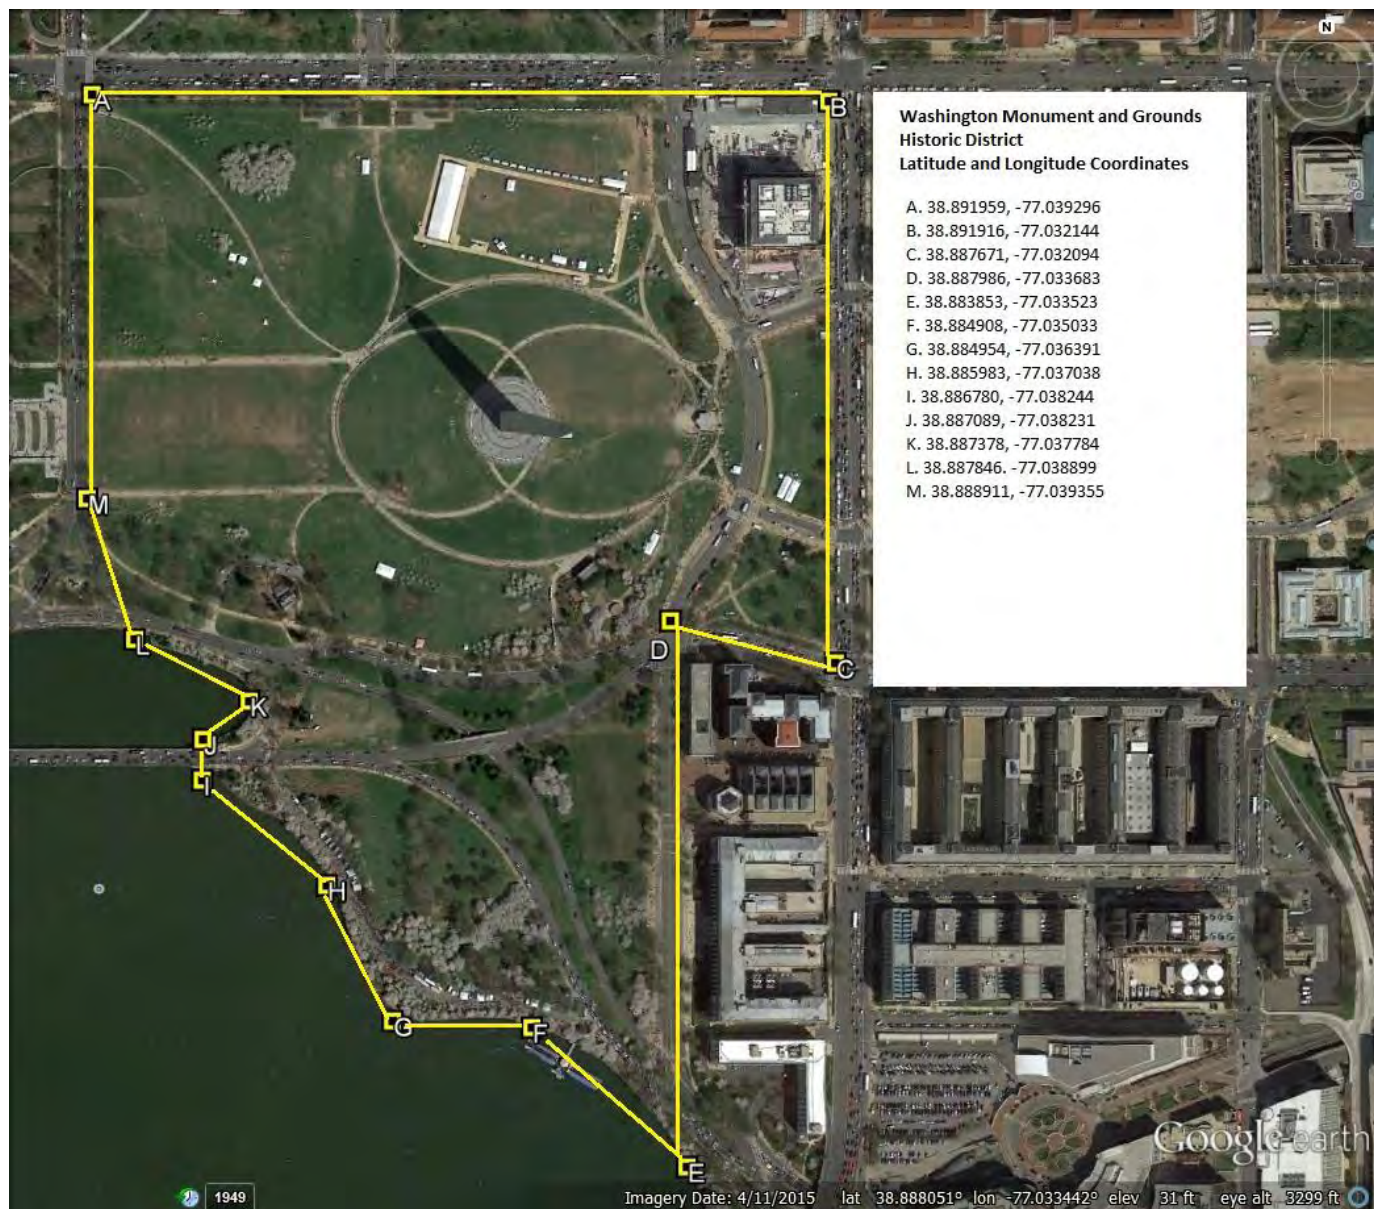 N
A
B
Washington Monument and Grounds
Historic District
Latitude and Longitude Coordinates
A. 38.891959, -77.039296
B. 38.891916, -77.032144
C. 38.887671, -77.032094
D. 38.887986, -77.033683
E. 38.883853, -77.033523
F. 38.884908, -77.035033
G. 38.884954, -77.036391
H. 38.885983, -77.037038
I. 38.886780, -77.038244
J. 38.887089, -77.038231
K. 38.887378, -77.037784
L. 38.887846. -77.038899
M. 38.888911, -77.039355
M
L
D
C
K
J
I
H
G
F
E
Google earth
1949
Imagery Date: 4/11/2015 lat 38.888051° lon -77.033442° elev 31 ft eye alt 3299 ft